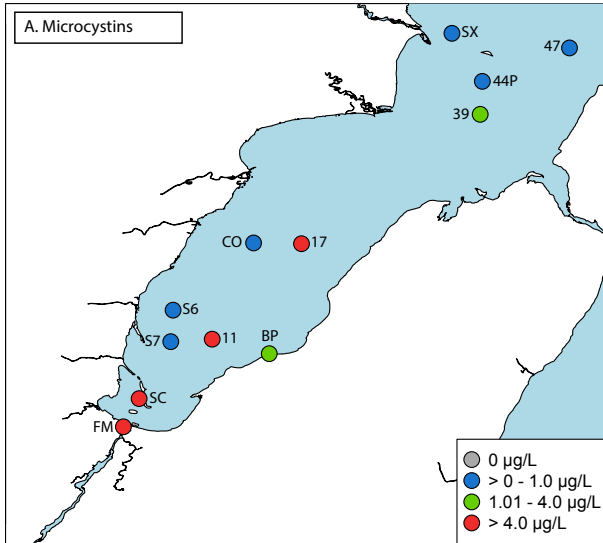 A. Microcystins
SX
47
44P
39
CO
17
S6
S7
11
BP
SC
FM
0 µg/L
> 0 - 1.0 µg/L
1.01 - 4.0 µg/L
> 4.0 µg/L